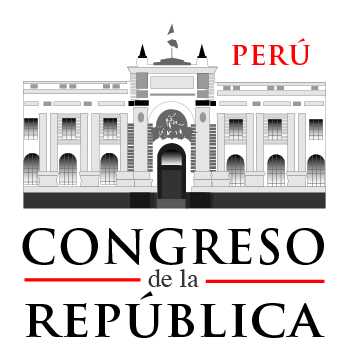 PERÚ
CONGRESO
de la
REPÚBLICA